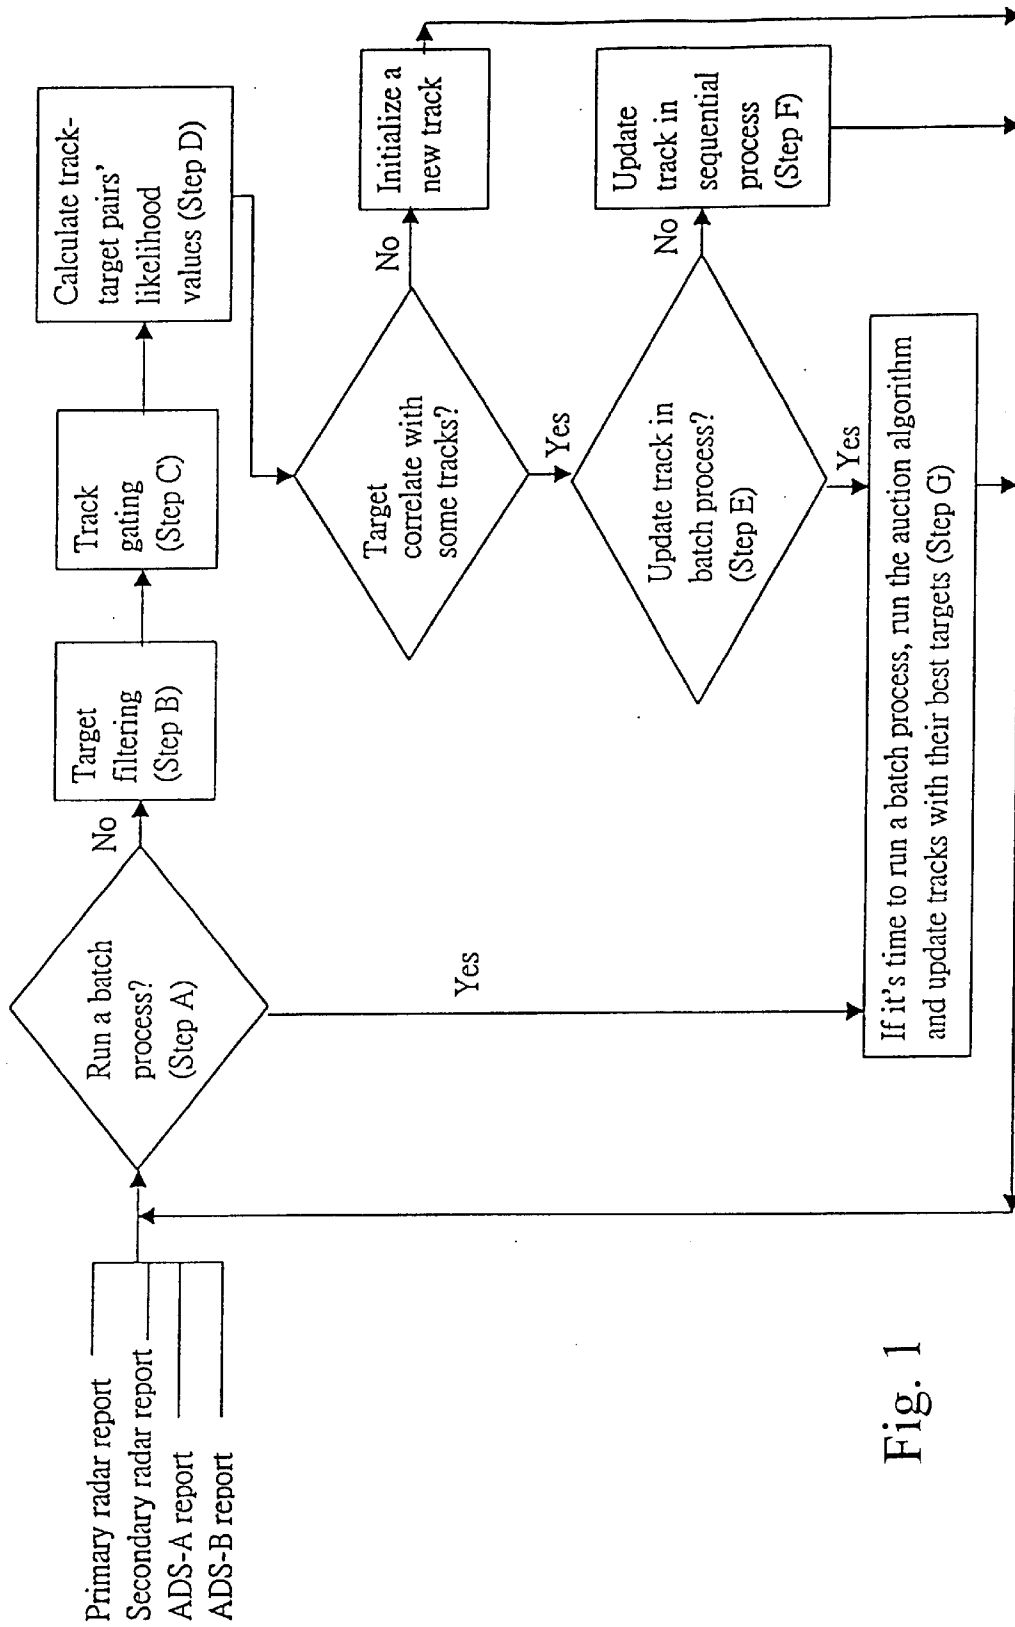 Primary radar report
Secondary radar report
ADS-A report
ADS-B report
Run a batch
process?
(Step A)
No
Yes
Target
filtering
(Step B)
Track
gating
(Step C)
Calculate track-
target pairs'
likelihood
values (Step D)
Target
correlate with
some tracks?
No
Yes
Initialize a
new track
Update track in
batch process?
(Step E)
No
Yes
Update
track in
sequential
process
(Step F)
If it's time to run a batch process, run the auction algorithm
and update tracks with their best targets (Step G)
Fig. 1